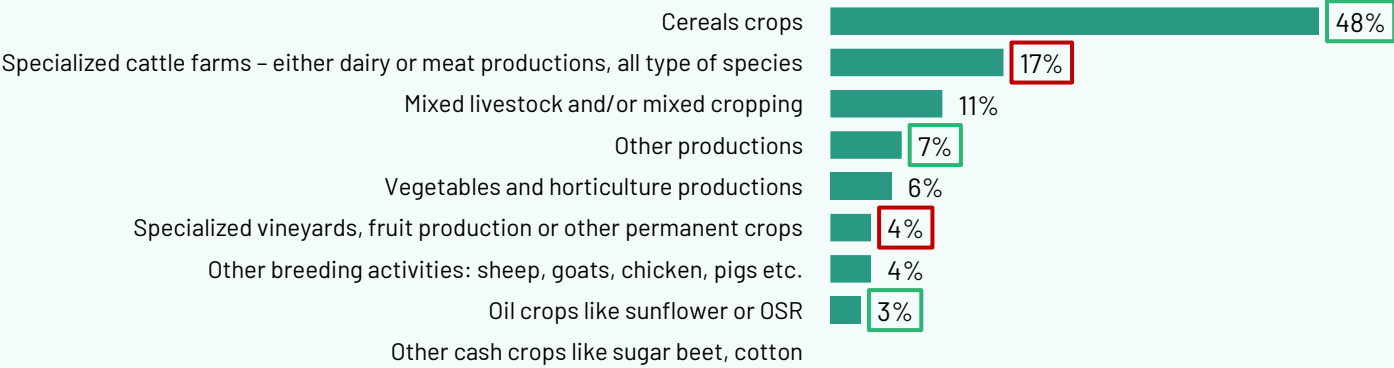 Cereals crops 48%
Specialized cattle farms – either dairy or meat productions, all type of species 17%
Mixed livestock and/or mixed cropping 11%
Other productions 7%
Vegetables and horticulture productions 6%
Specialized vineyards, fruit production or other permanent crops 4%
Other breeding activities: sheep, goats, chicken, pigs etc. 4%
Oil crops like sunflower or OSR 3%
Other cash crops like sugar beet, cotton